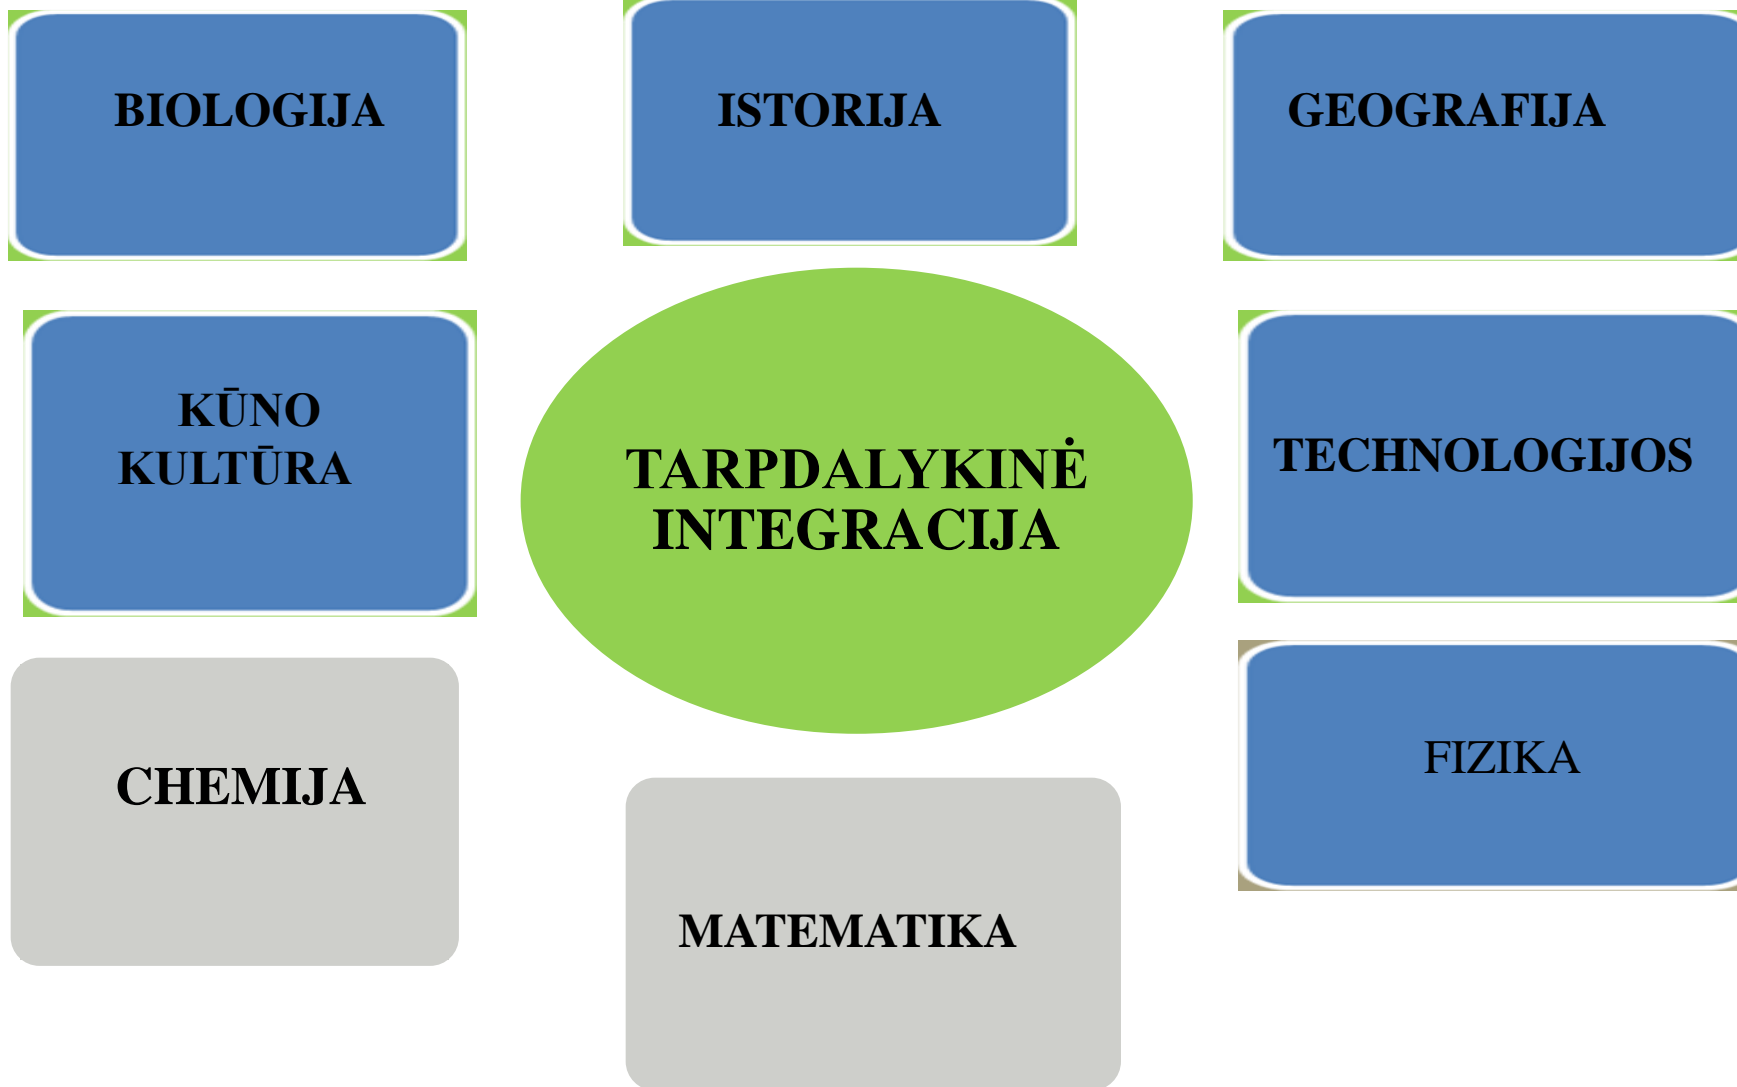 BIOLOGIJA
ISTORIJA
GEOGRAFIJA
KŪNO
KULTŪRA
TARPDALYKINĖ
INTEGRACIJA
TECHNOLOGIJOS
CHEMIJA
MATEMATIKA
FIZIKA